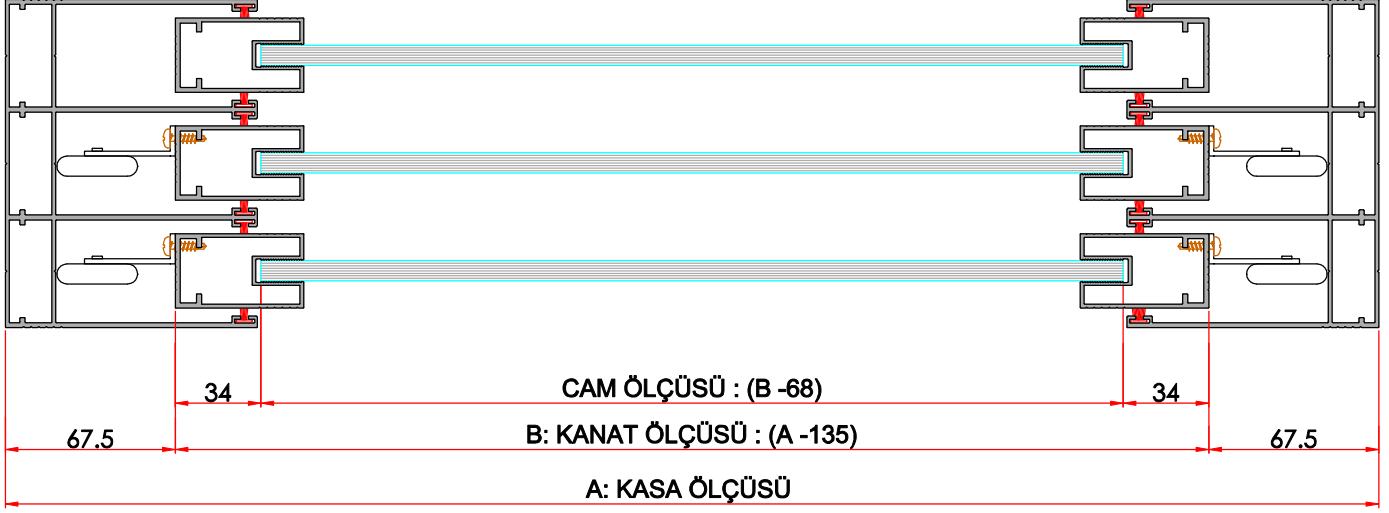 34 CAM ÖLÇÜSÜ : (B -68) 34
67.5 B: KANAT ÖLÇÜSÜ : (A -135) 67.5
A: KASA ÖLÇÜSÜ